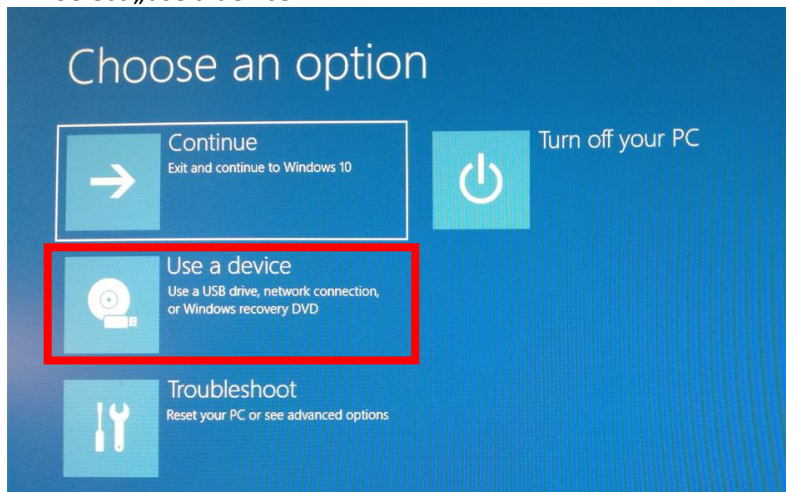 Choose an option
Continue
Exit and continue to Windows 10
Turn off your PC
Use a device
Use a USB drive, network connection,
or Windows recovery DVD
Troubleshoot
Reset your PC or see advanced options